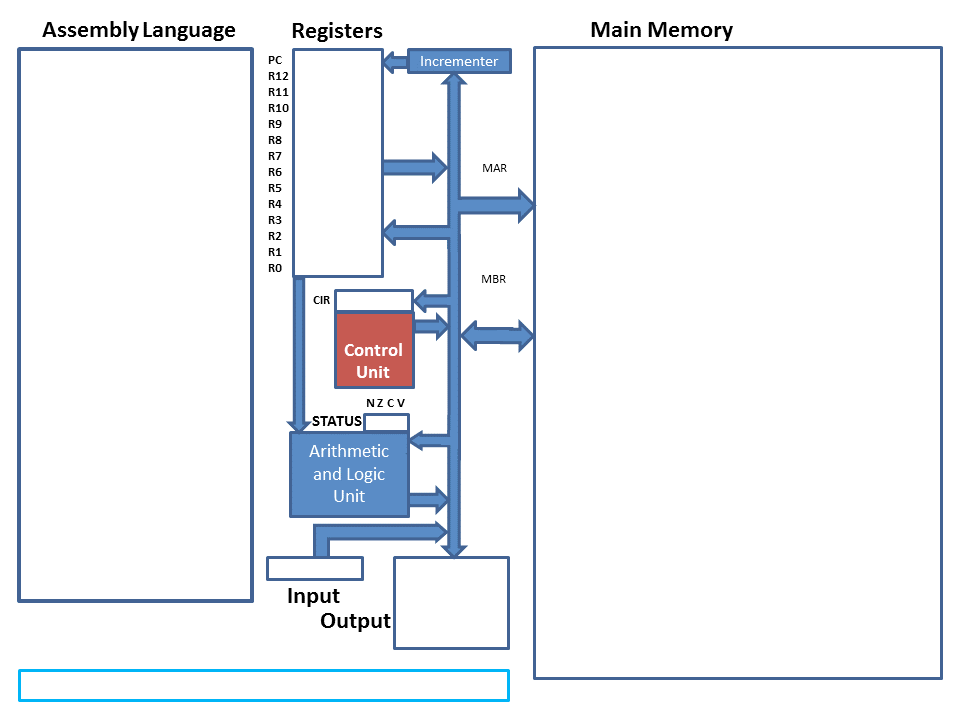 Assembly Language
Registers
Main Memory
Incrementer
PC
R12
R11
R10
R9
R8
R7
R6
R5
R4
R3
R2
R1
R0
MAR
MBR
CIR
Control
Unit
N Z C V
STATUS
Arithmetic
and Logic
Unit
Input
Output